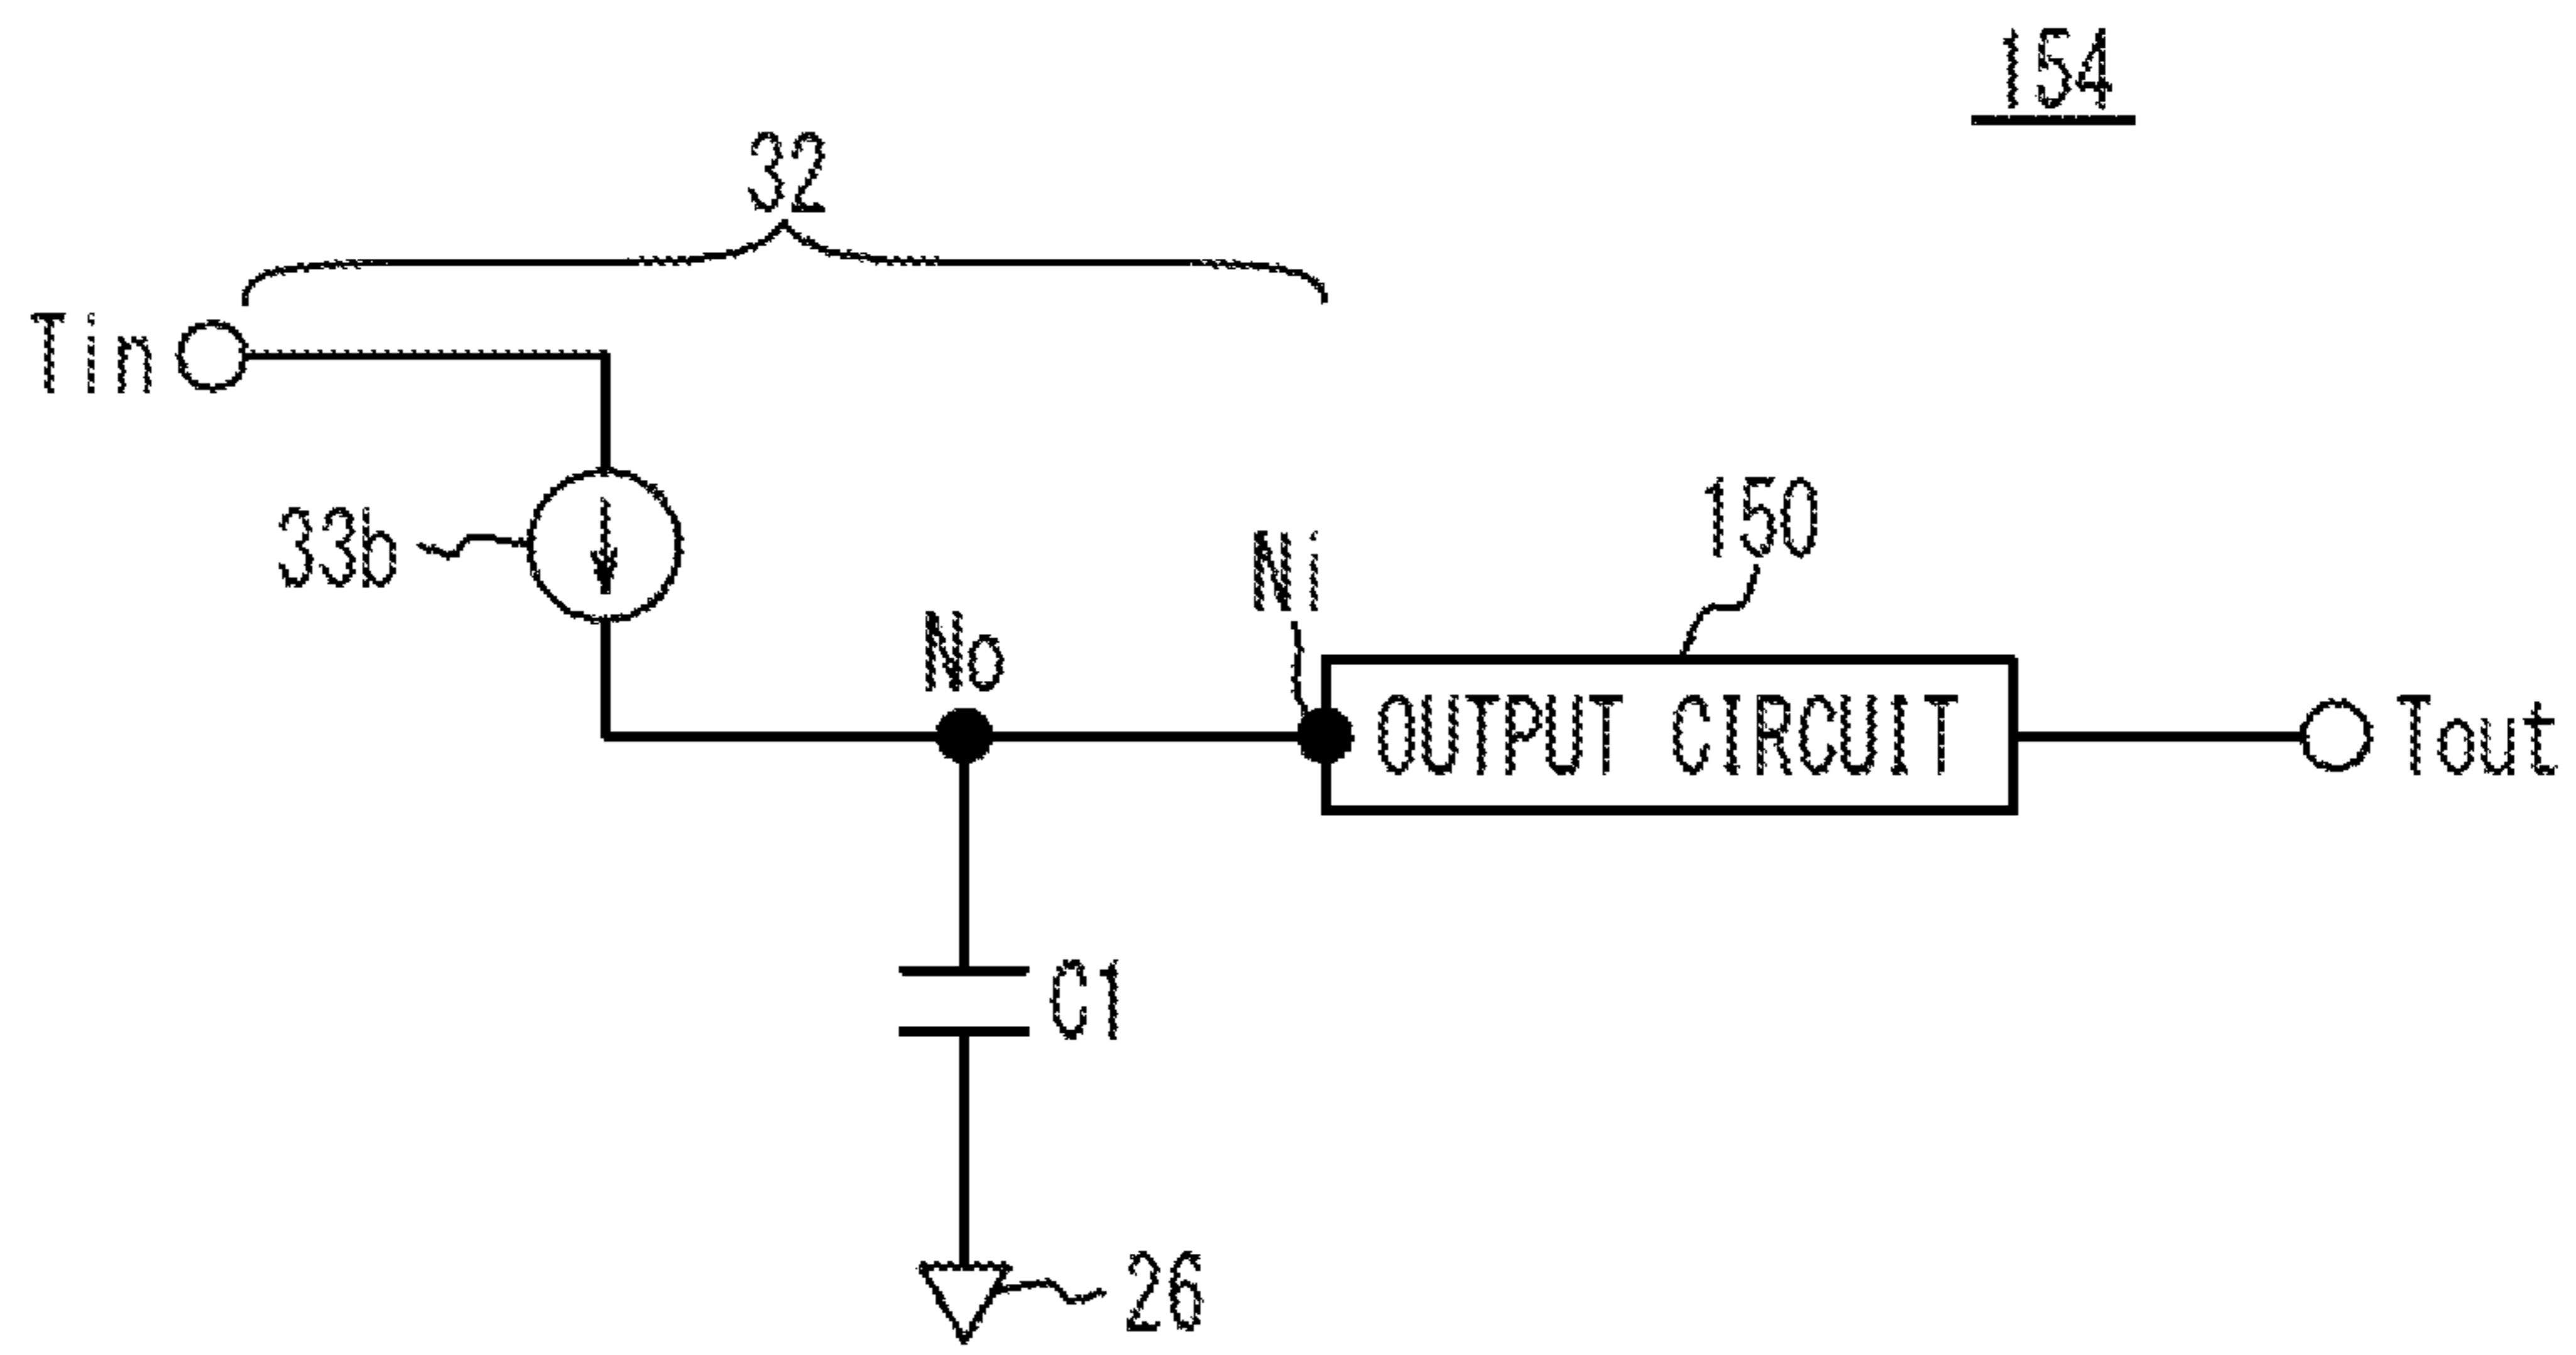 154
32
Tin
33b
No
Ni
150
OUTPUT CIRCUIT
Tout
C1
26